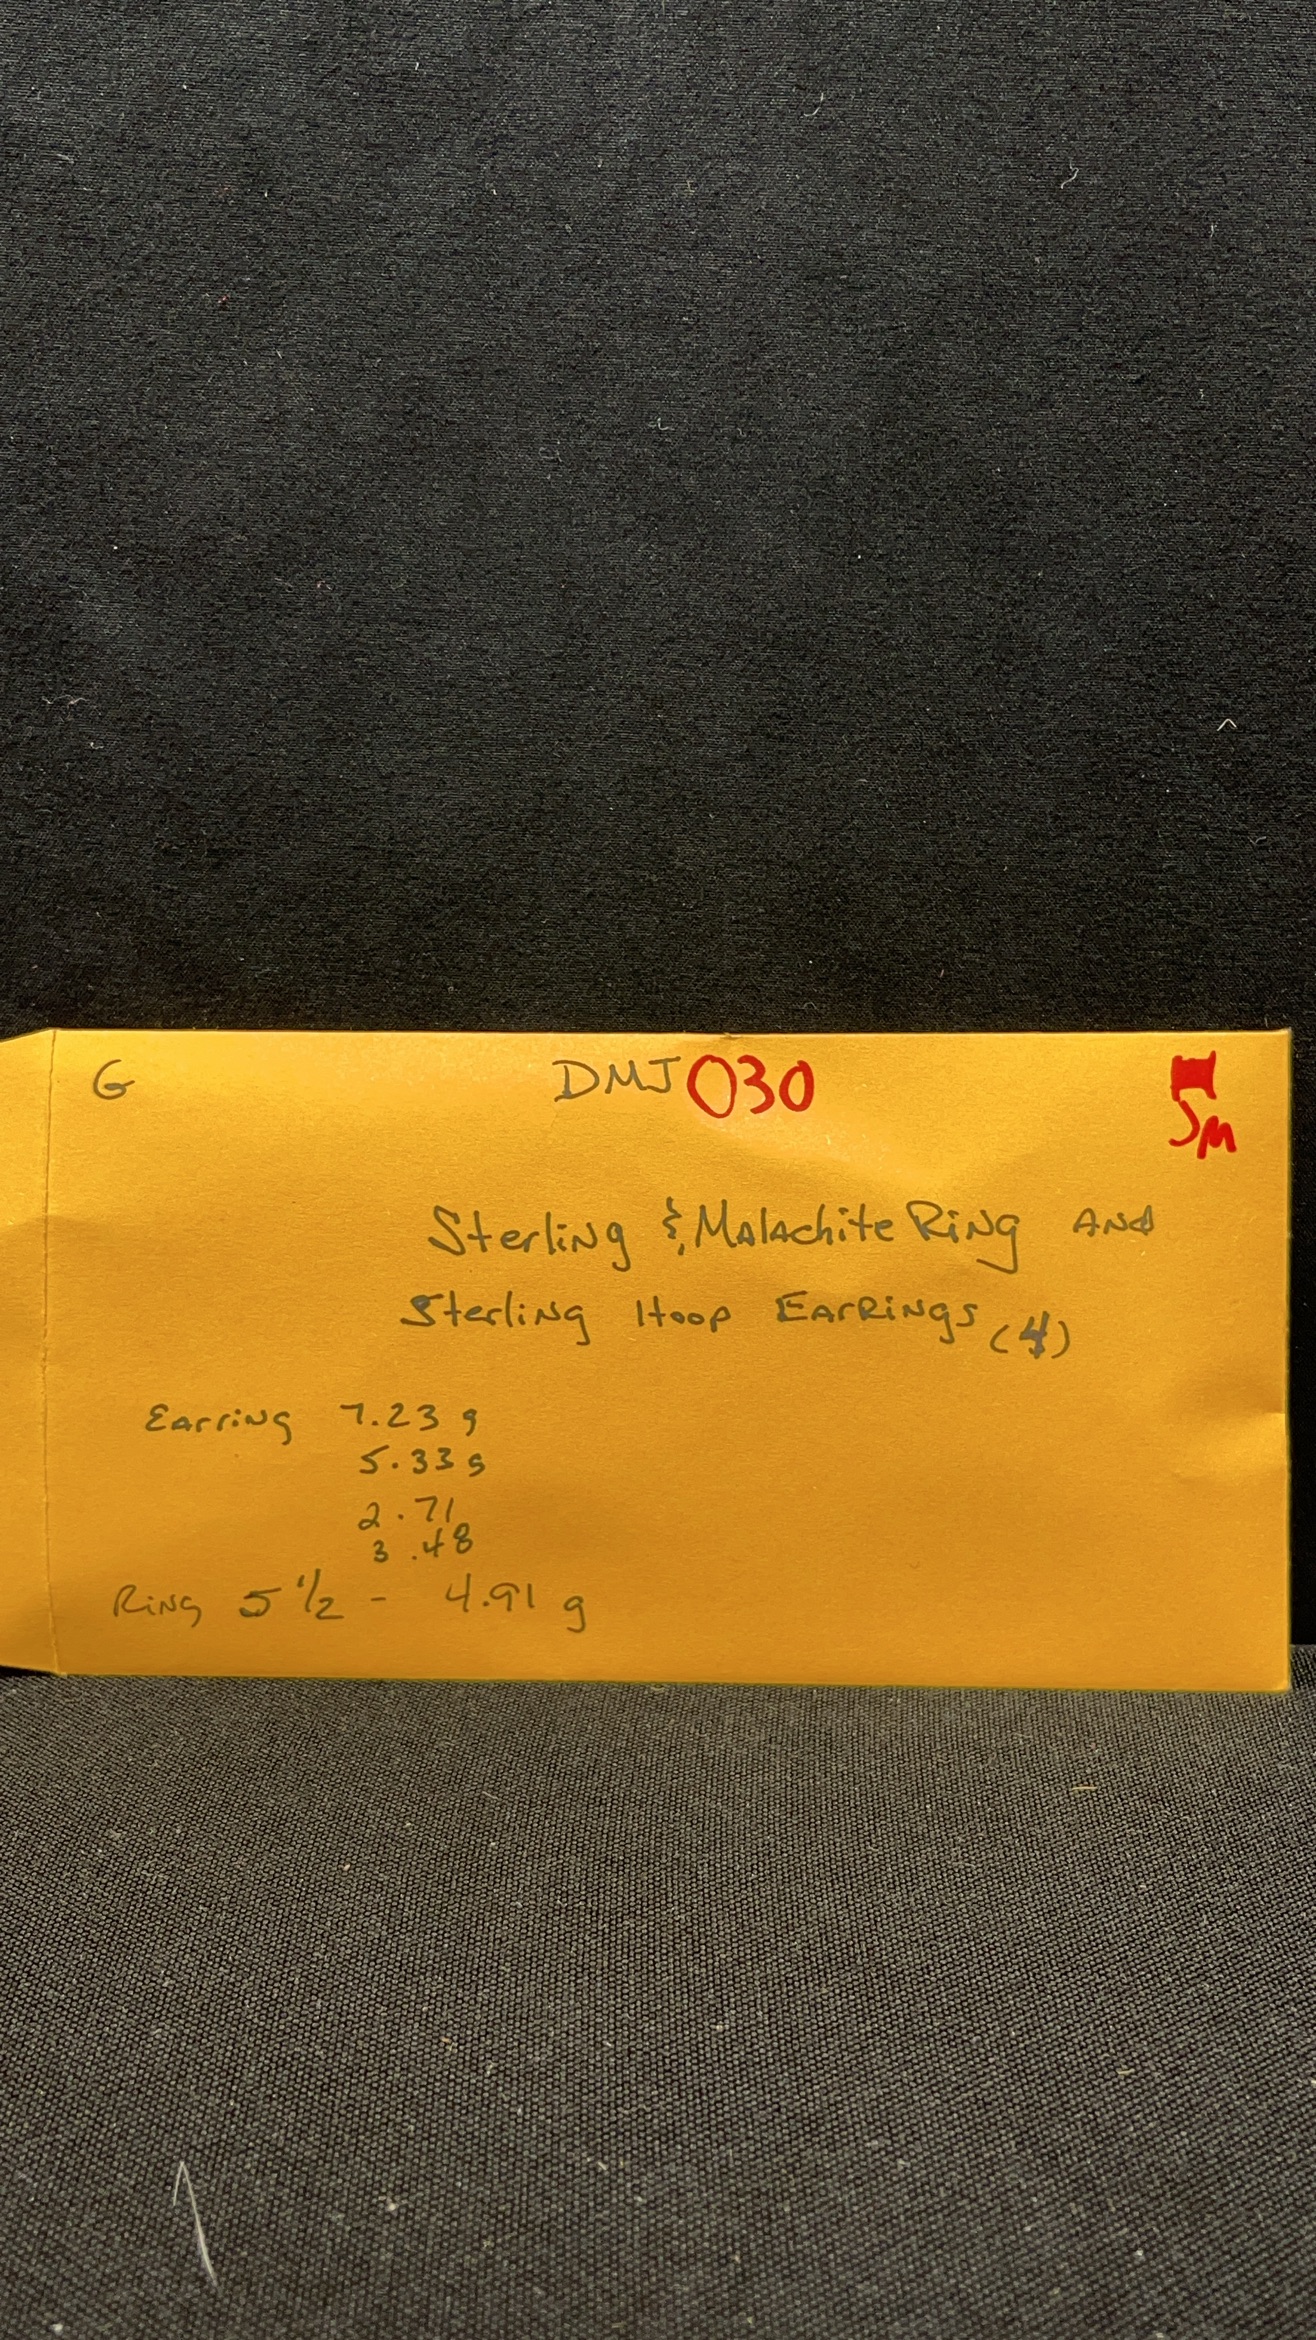 G DMJ 030
SM
Sterling & Malachite Ring and
Sterling Hoop Earrings (4)
Earring 7.23 g
5.33 g
2.71
3.48
Ring 5 1/2 - 4.91 g